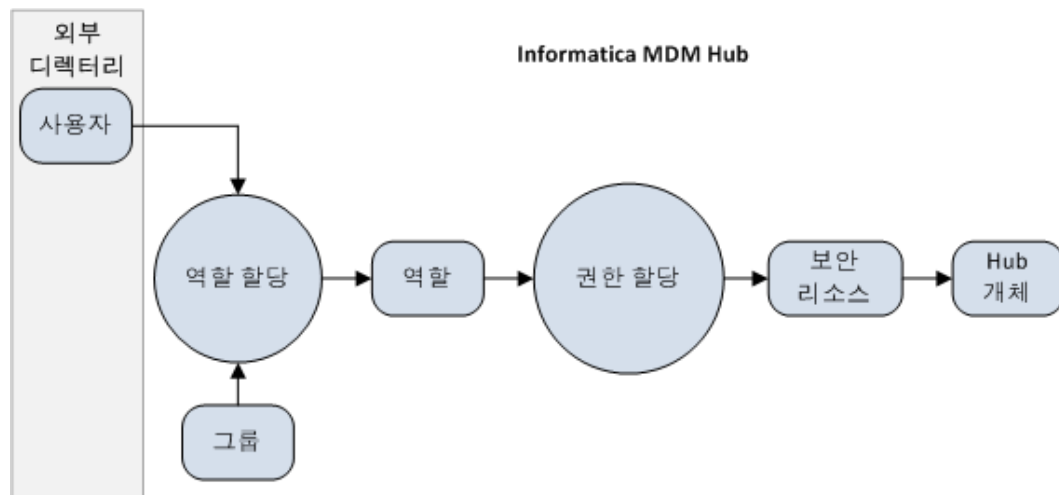 외부
디렉터리
Informatica MDM Hub
사용자
역할 할당
역할
권한 할당
보안
리소스
Hub
개체
그룹